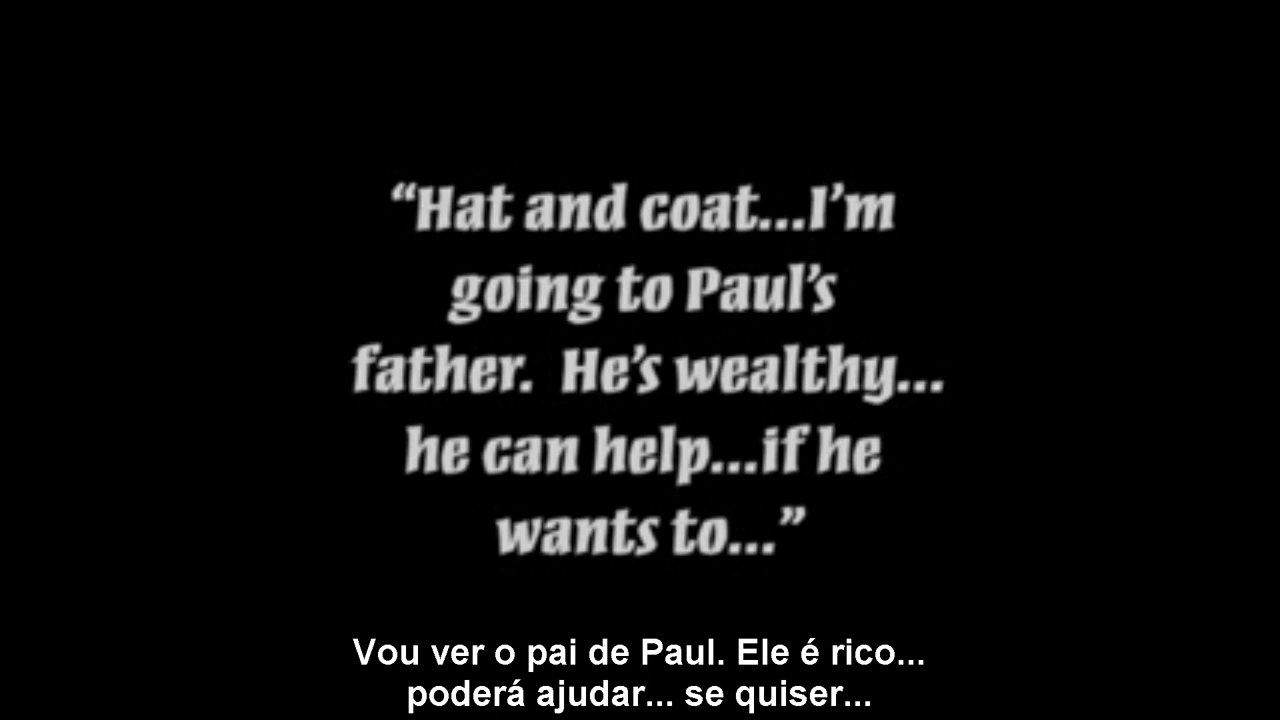 “Hat and coat...I’m
going to Paul’s
father.  He’s wealthy...
he can help...if he
wants to...”
Vou ver o pai de Paul. Ele é rico...
poderá ajudar... se quiser...